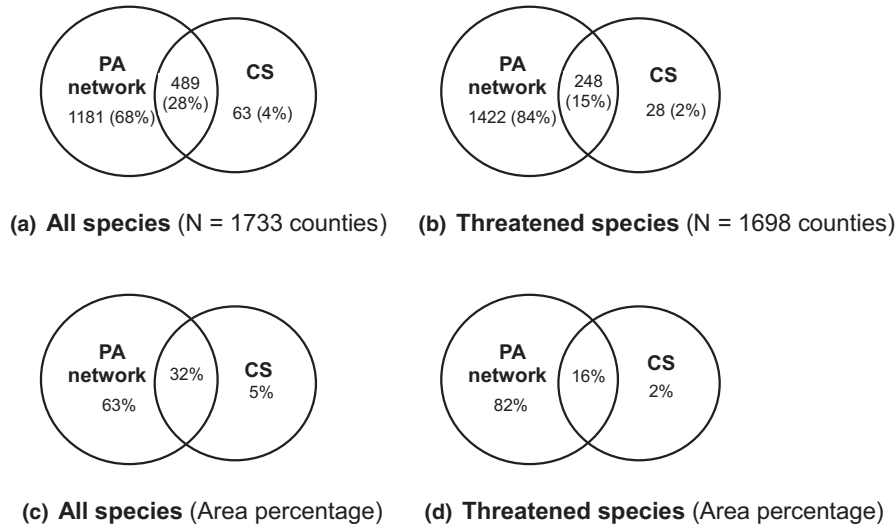 PA
network
1181 (68%)
489
(28%)
CS
63 (4%)
(a) All species (N = 1733 counties)
PA
network
1422 (84%)
248
(15%)
CS
28 (2%)
(b) Threatened species (N = 1698 counties)
PA
network
63%
32%
CS
5%
(c) All species (Area percentage)
PA
network
82%
16%
CS
2%
(d) Threatened species (Area percentage)